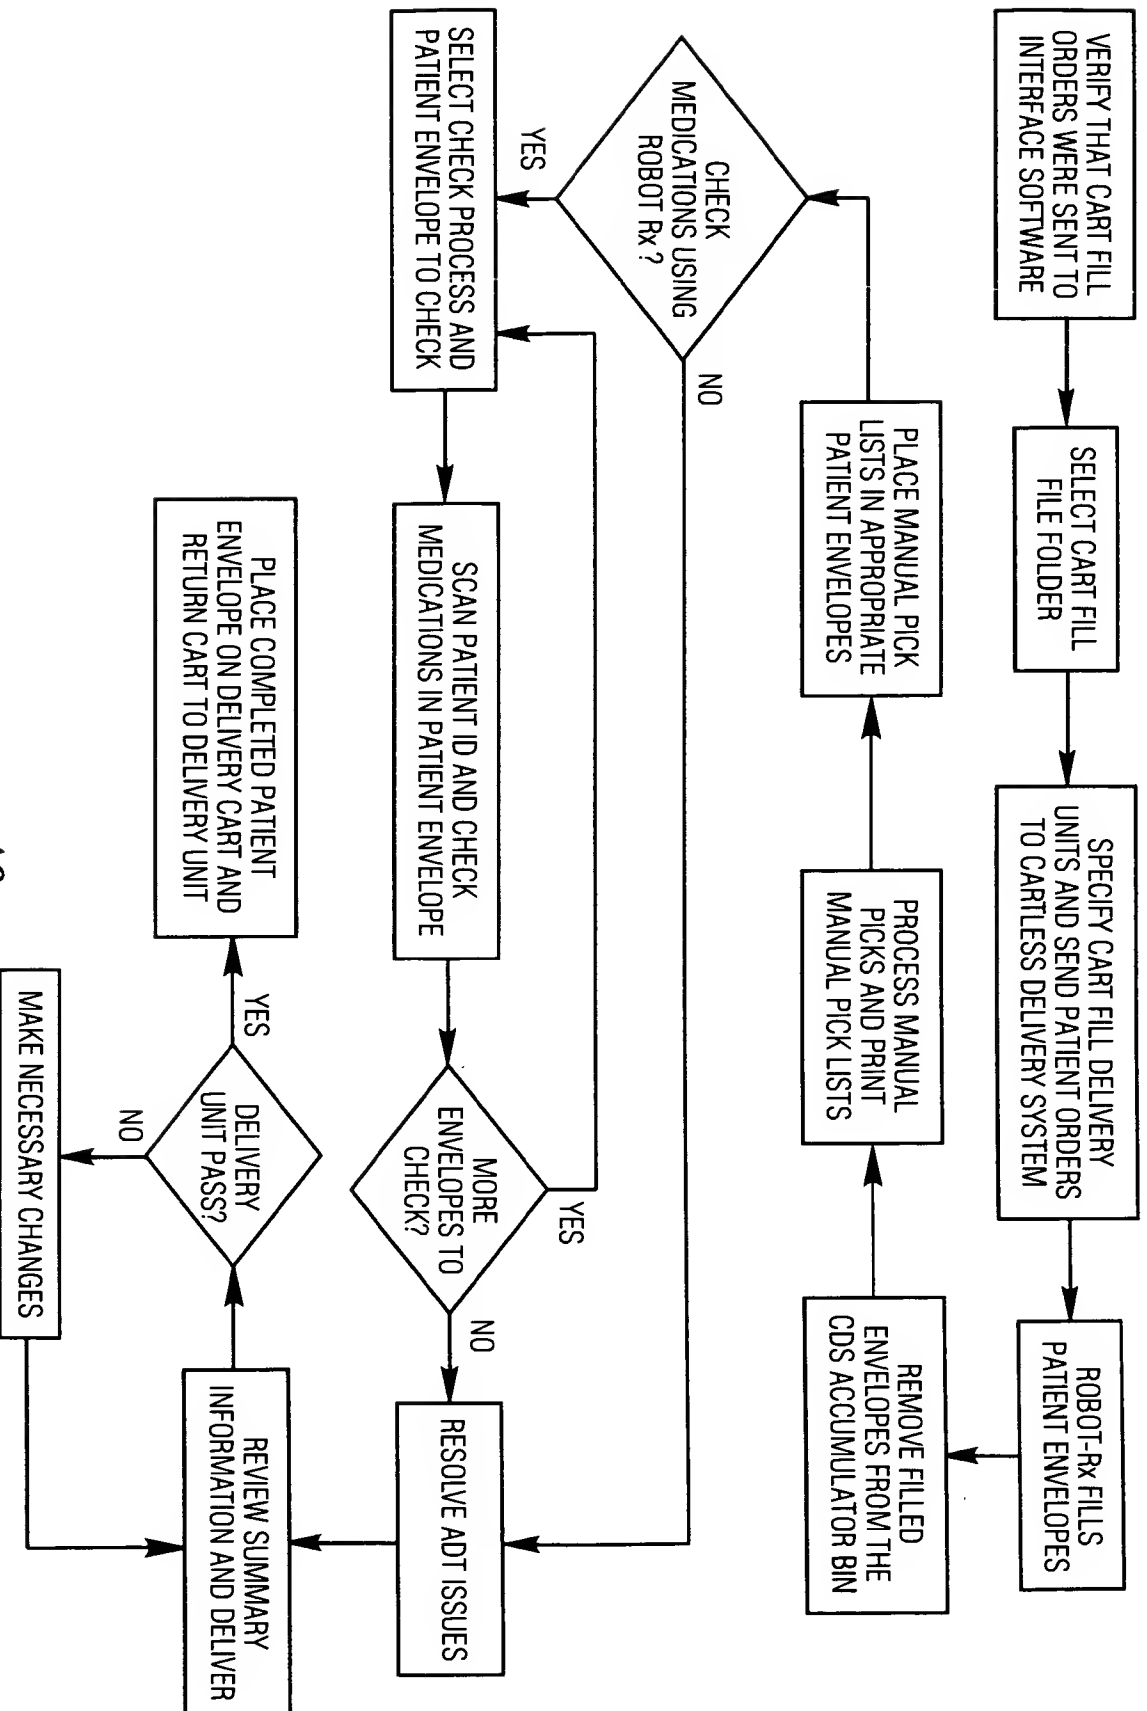 VERIFY THAT CART FILL
ORDERS WERE SENT TO
INTERFACE SOFTWARE
SELECT CART FILL
FILE FOLDER
SPECIFY CART FILL DELIVERY
UNITS AND SEND PATIENT ORDERS
TO CARTLESS DELIVERY SYSTEM
ROBOT-Rx FILLS
PATIENT ENVELOPES
REMOVE FILLED
ENVELOPES FROM THE
CDS ACCUMULATOR BIN
PROCESS MANUAL
PICKS AND PRINT
MANUAL PICK LISTS
PLACE MANUAL PICK
LISTS IN APPROPRIATE
PATIENT ENVELOPES
CHECK
MEDICATIONS USING
ROBOT Rx?
NO
YES
SELECT CHECK PROCESS AND
PATIENT ENVELOPE TO CHECK
SCAN PATIENT ID AND CHECK
MEDICATIONS IN PATIENT ENVELOPE
MORE
ENVELOPES TO
CHECK?
YES
NO
RESOLVE ADT ISSUES
REVIEW SUMMARY
INFORMATION AND DELIVER
DELIVERY
UNIT PASS?
YES
NO
PLACE COMPLETED PATIENT
ENVELOPE ON DELIVERY CART AND
RETURN CART TO DELIVERY UNIT
MAKE NECESSARY CHANGES